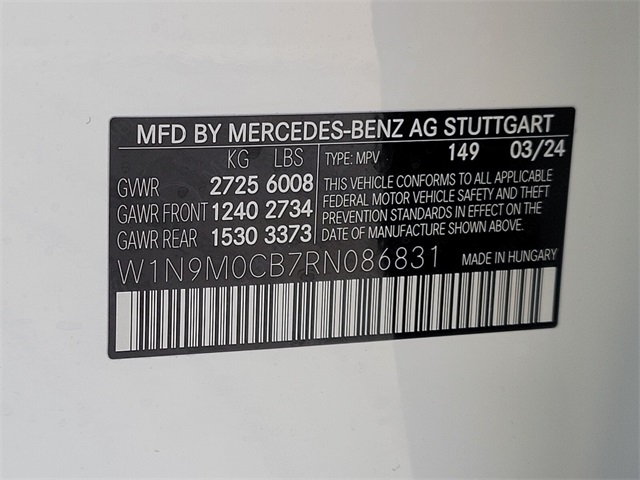 MFD BY MERCEDES-BENZ AG STUTTGART
KG LBS TYPE: MPV 149 03/24
GVWR 2725 6008
GAWR FRONT 1240 2734
GAWR REAR 1530 3373
THIS VEHICLE CONFORMS TO ALL APPLICABLE
FEDERAL MOTOR VEHICLE SAFETY AND THEFT
PREVENTION STANDARDS IN EFFECT ON THE
DATE OF MANUFACTURE SHOWN ABOVE.
W1N9M0CB7RN086831 MADE IN HUNGARY